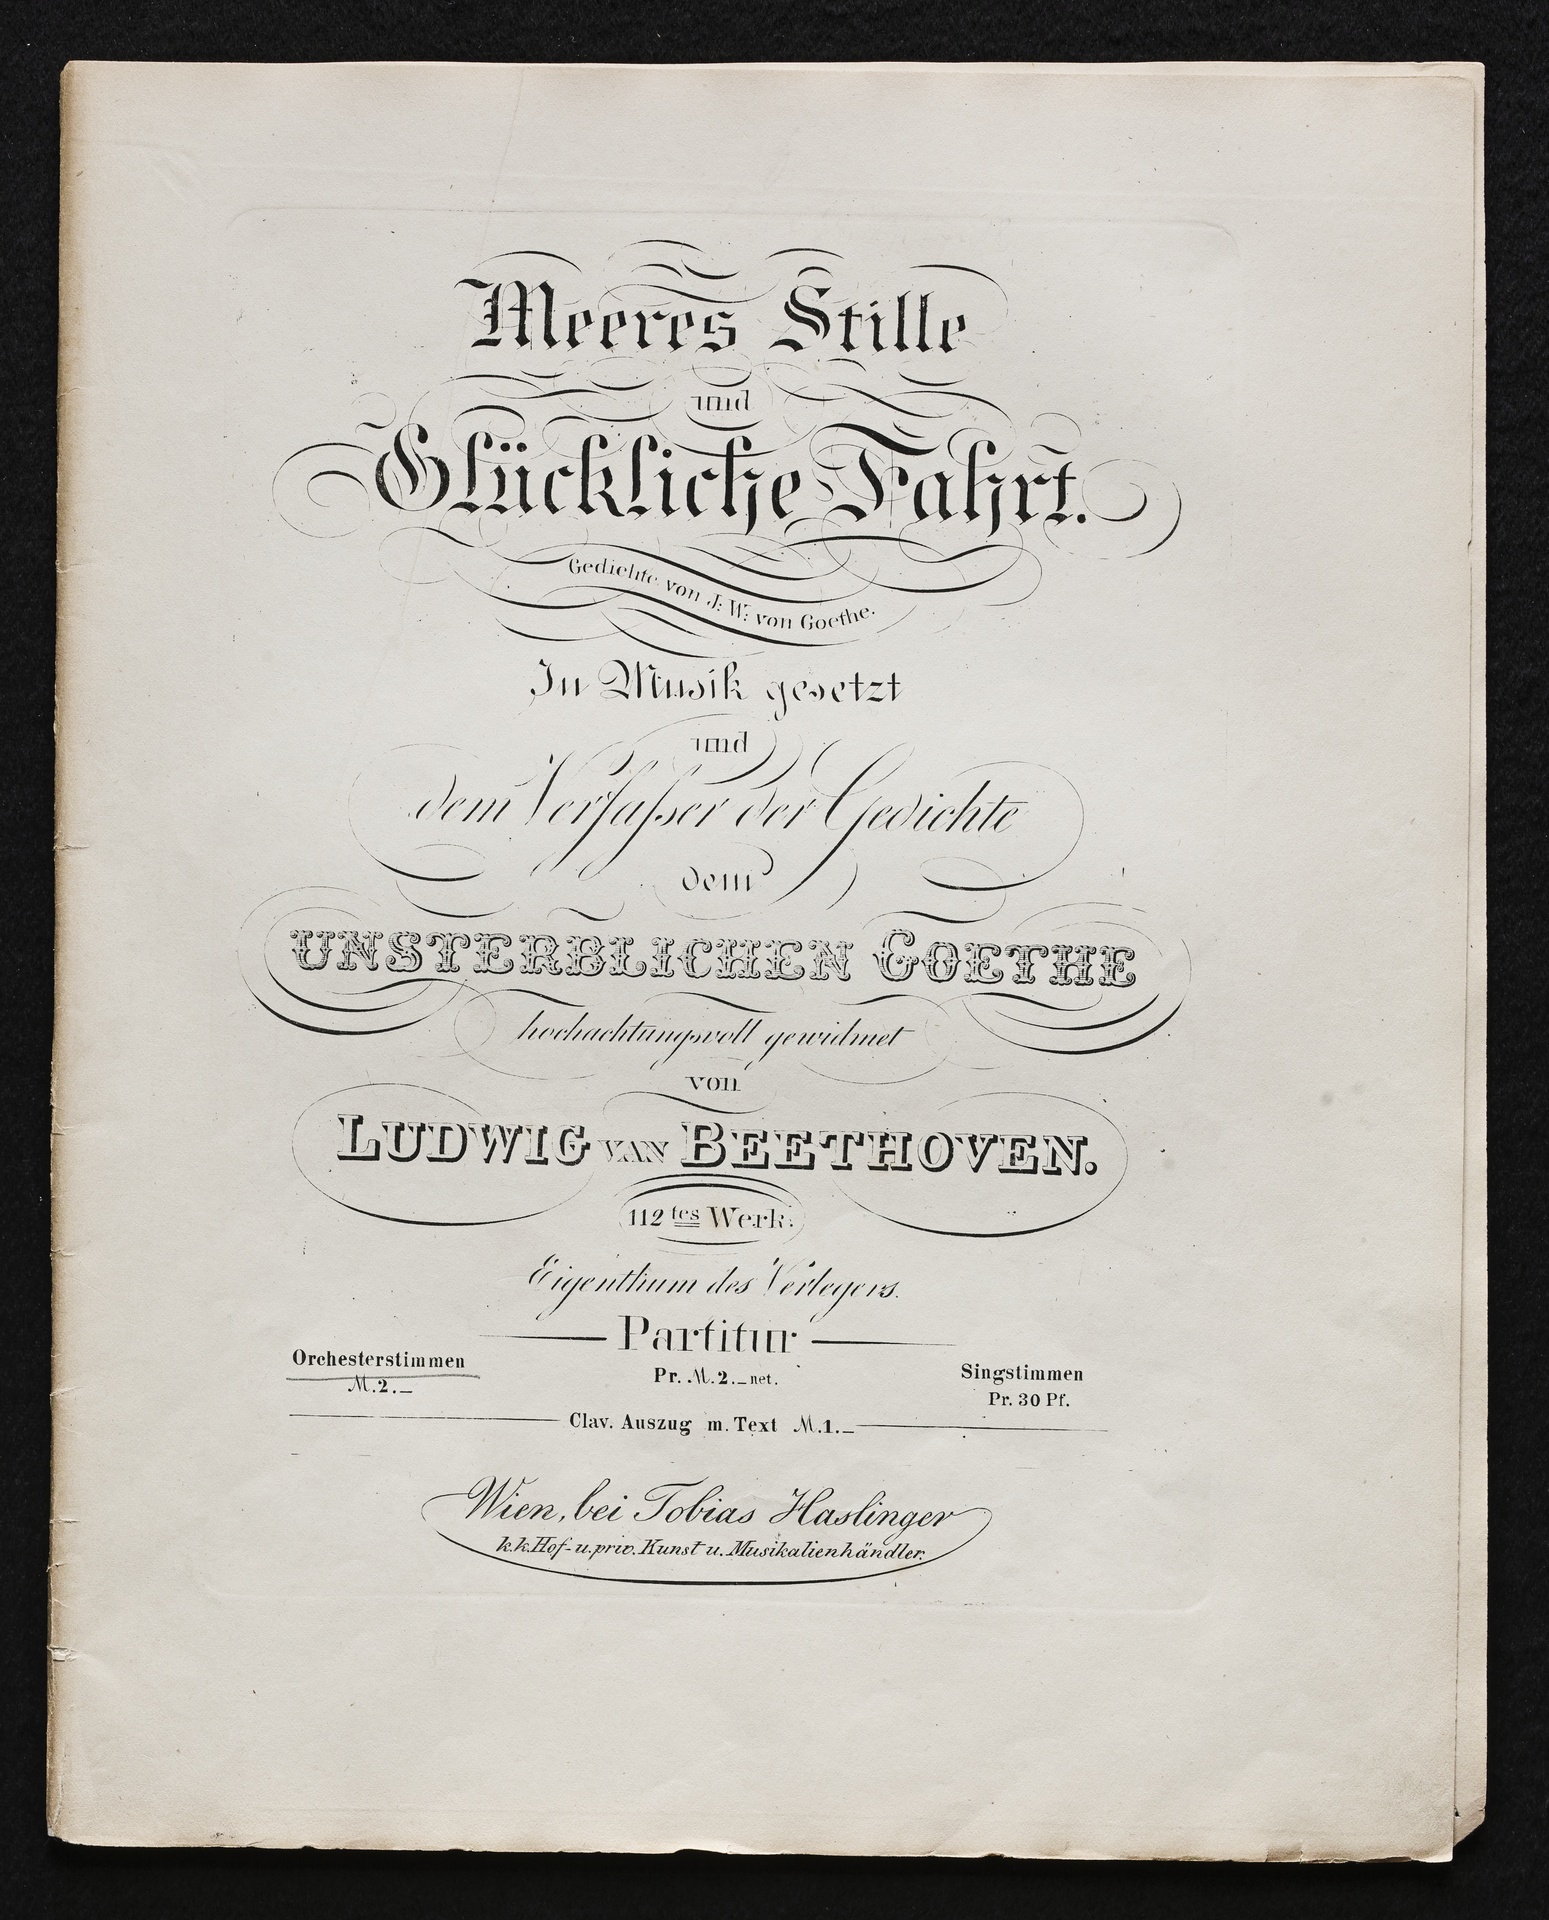 Meeres Stille
und
Glückliche Fahrt.
Gedichte von J: W: von Goethe.
In Musik gesetzt
und
dem Verfaſser der Gedichte
dem
UNSTERBLICHEN GOETHE
hochachtungsvoll gewidmet
von
LUDWIG VAN BEETHOVEN.
112tes Werk.
Eigenthum des Verlegers.
Partitur
Orchesterstimmen
M.2._
Pr. M.2._net.
Singstimmen
Pr. 30 Pf.
Clav. Auszug m. Text M.1._
Wien, bei Tobias Haslinger
k.k. Hof- u. priv. Kunst u. Musikalienhändler.